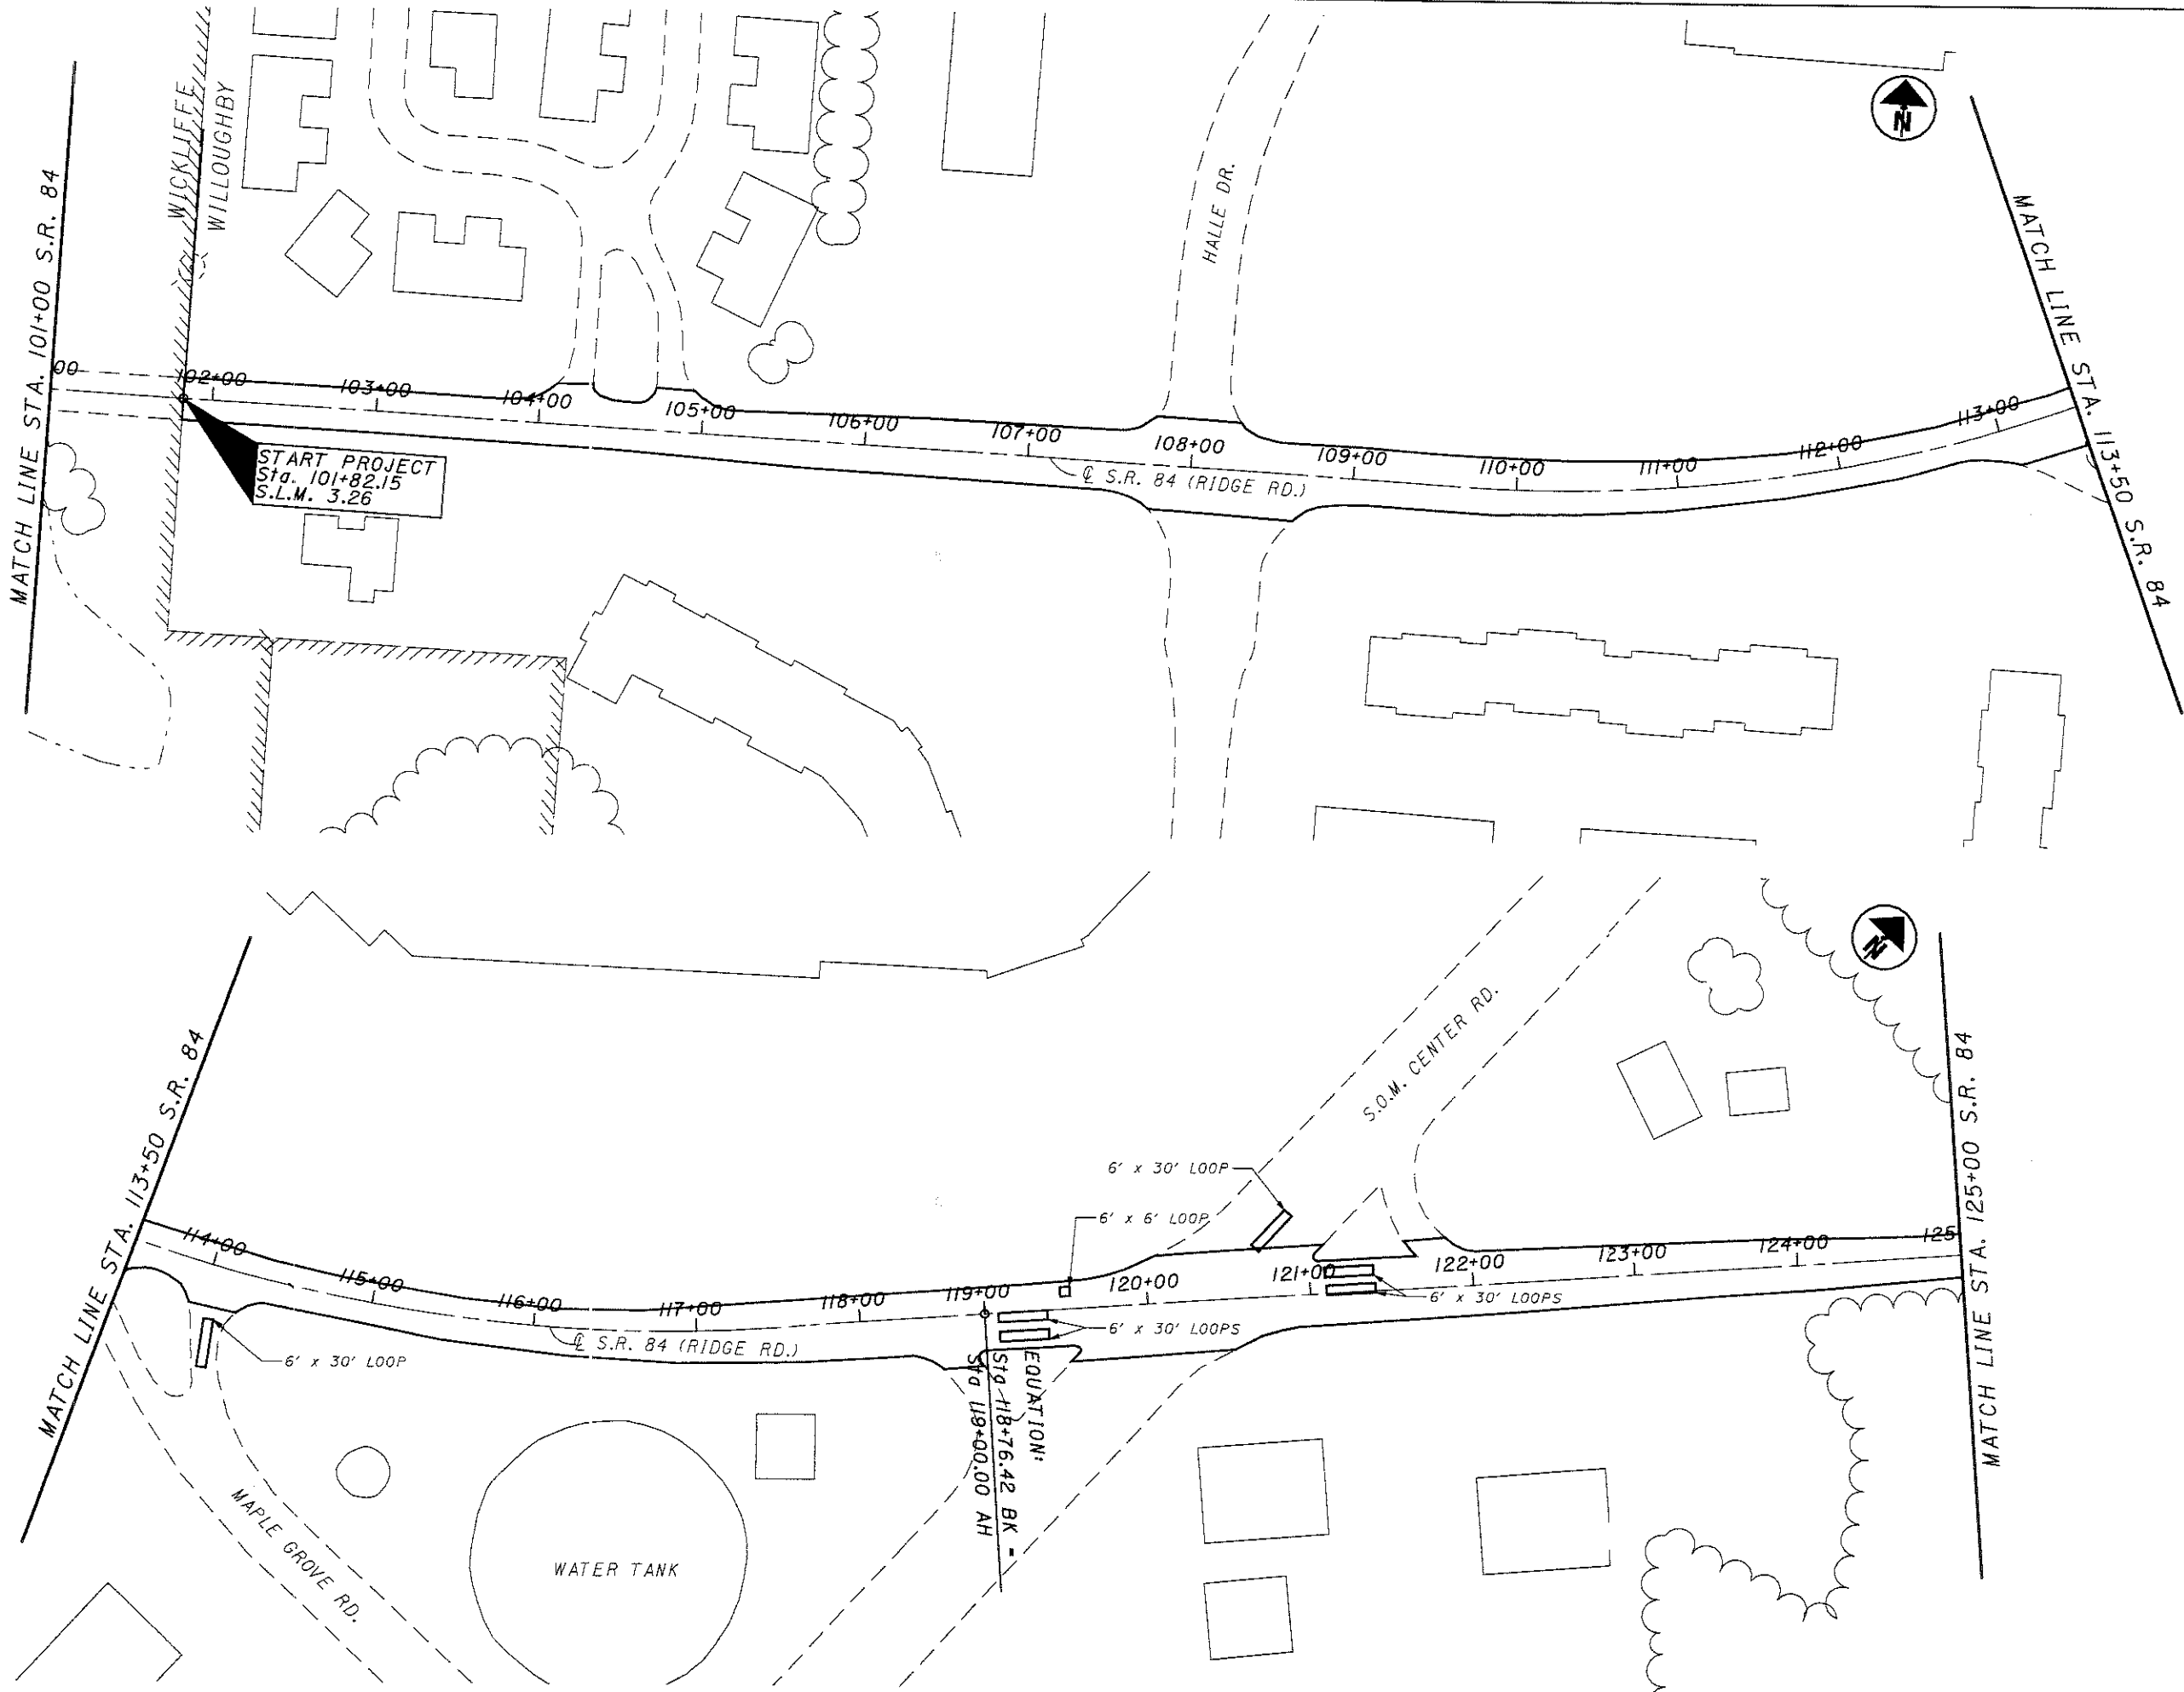 WICKLIFFE
WILLOUGHBY
MATCH LINE STA. 101+00 S.R. 84
HALLE DR.
N
MATCH LINE STA. 113+50 S.R. 84
00
102+00
103+00
104+00
105+00
106+00
107+00
108+00
109+00
110+00
111+00
112+00
113+00
START PROJECT
Sta. 101+82.15
S.L.M. 3.26
℄ S.R. 84 (RIDGE RD.)
N
MATCH LINE STA. 113+50 S.R. 84
S.O.M. CENTER RD.
MATCH LINE STA. 125+00 S.R. 84
6' x 30' LOOP
6' x 6' LOOP
114+00
115+00
116+00
117+00
118+00
119+00
120+00
121+00
122+00
123+00
124+00
125
6' x 30' LOOPS
6' x 30' LOOPS
℄ S.R. 84 (RIDGE RD.)
6' x 30' LOOP
EQUATION:
Sta 118+76.42 BK =
Sta 119+00.00 AH
MAPLE GROVE RD.
WATER TANK